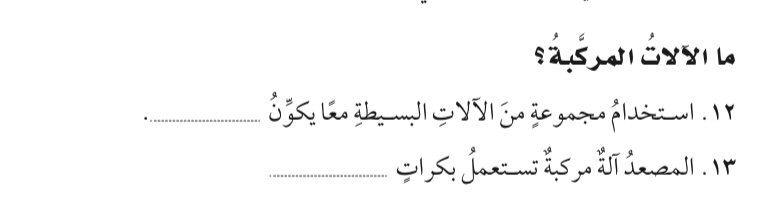 ما الآلاتُ المركَّبةُ؟
١٢. استخدامُ مجموعةٍ منَ الآلاتِ البسيطةِ معًا يكوِّنُ ....................
١٣. المصعدُ آلةٌ مركبةٌ تستعملُ بكراتٍ ....................